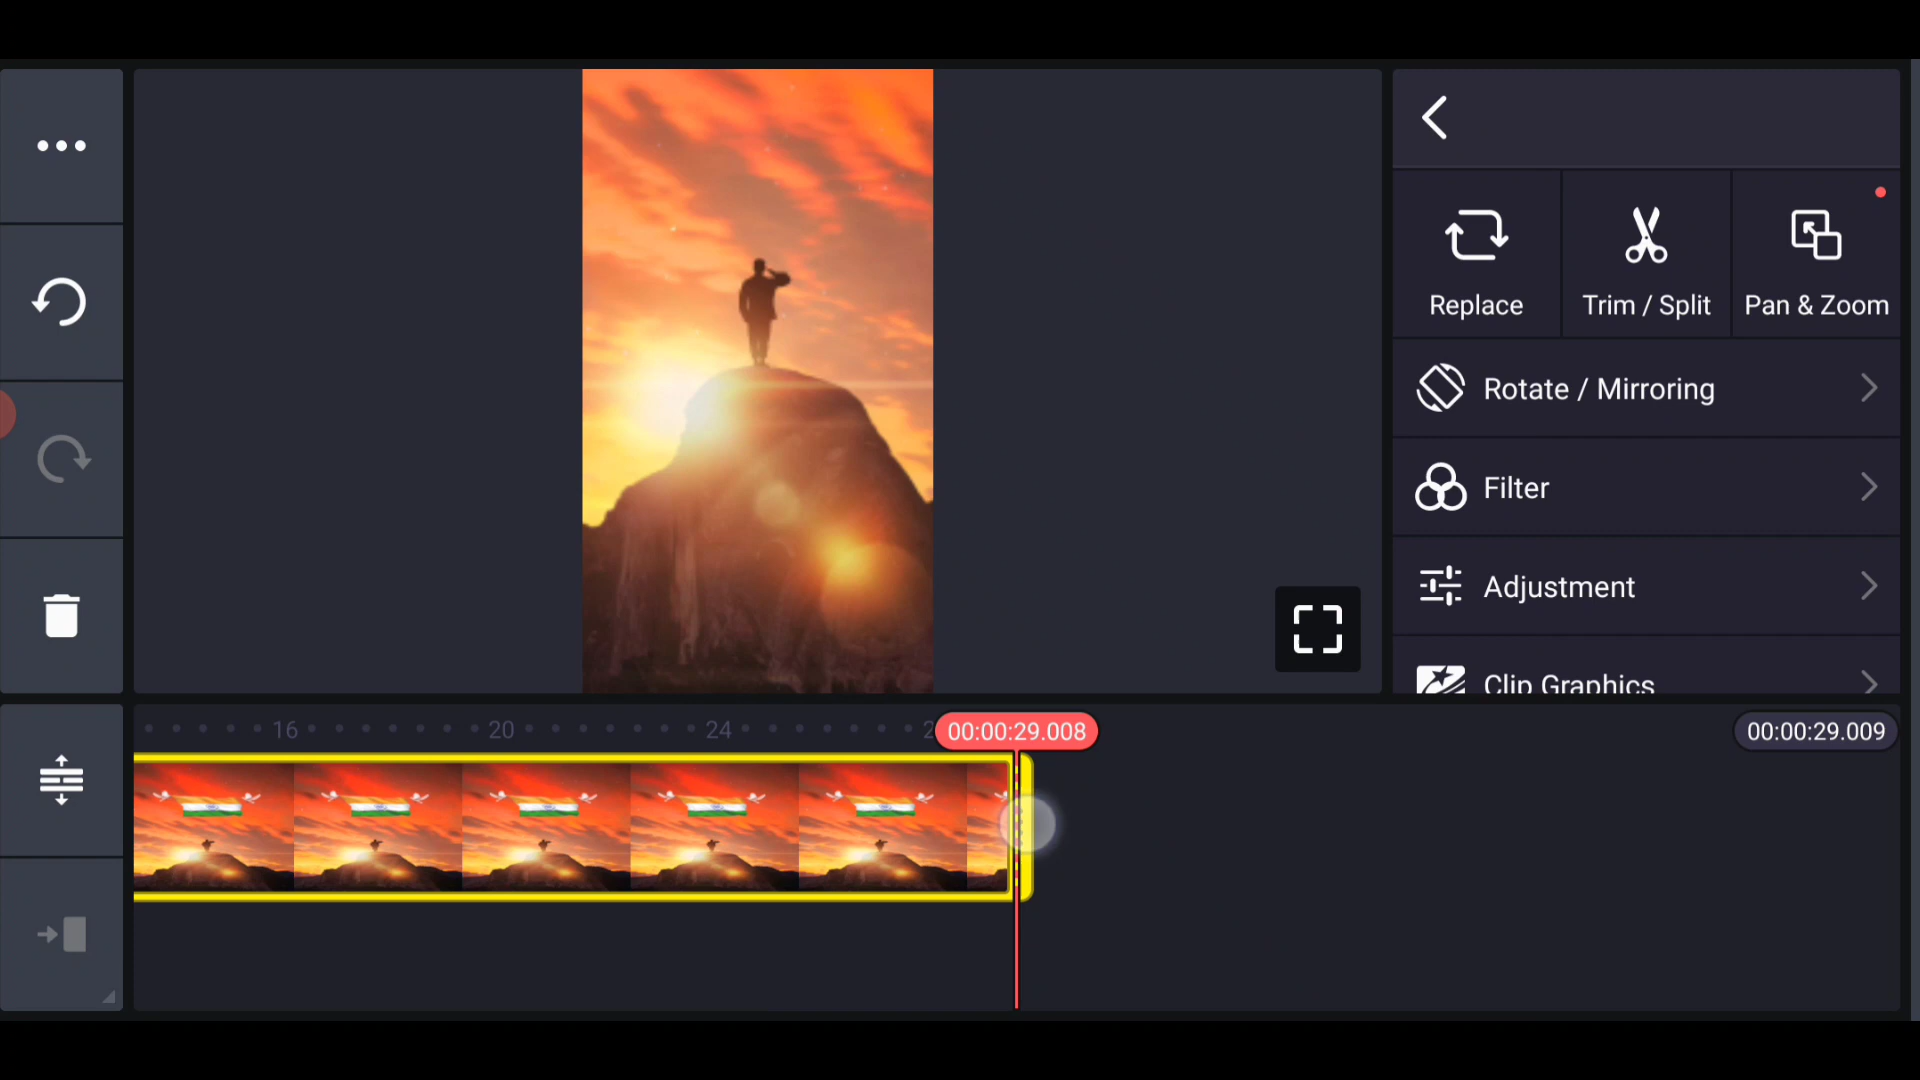 Replace
Trim / Split
Pan & Zoom
Rotate / Mirroring
Filter
Adjustment
Clip Graphics
16
20
24
00:00:29.008
00:00:29.009